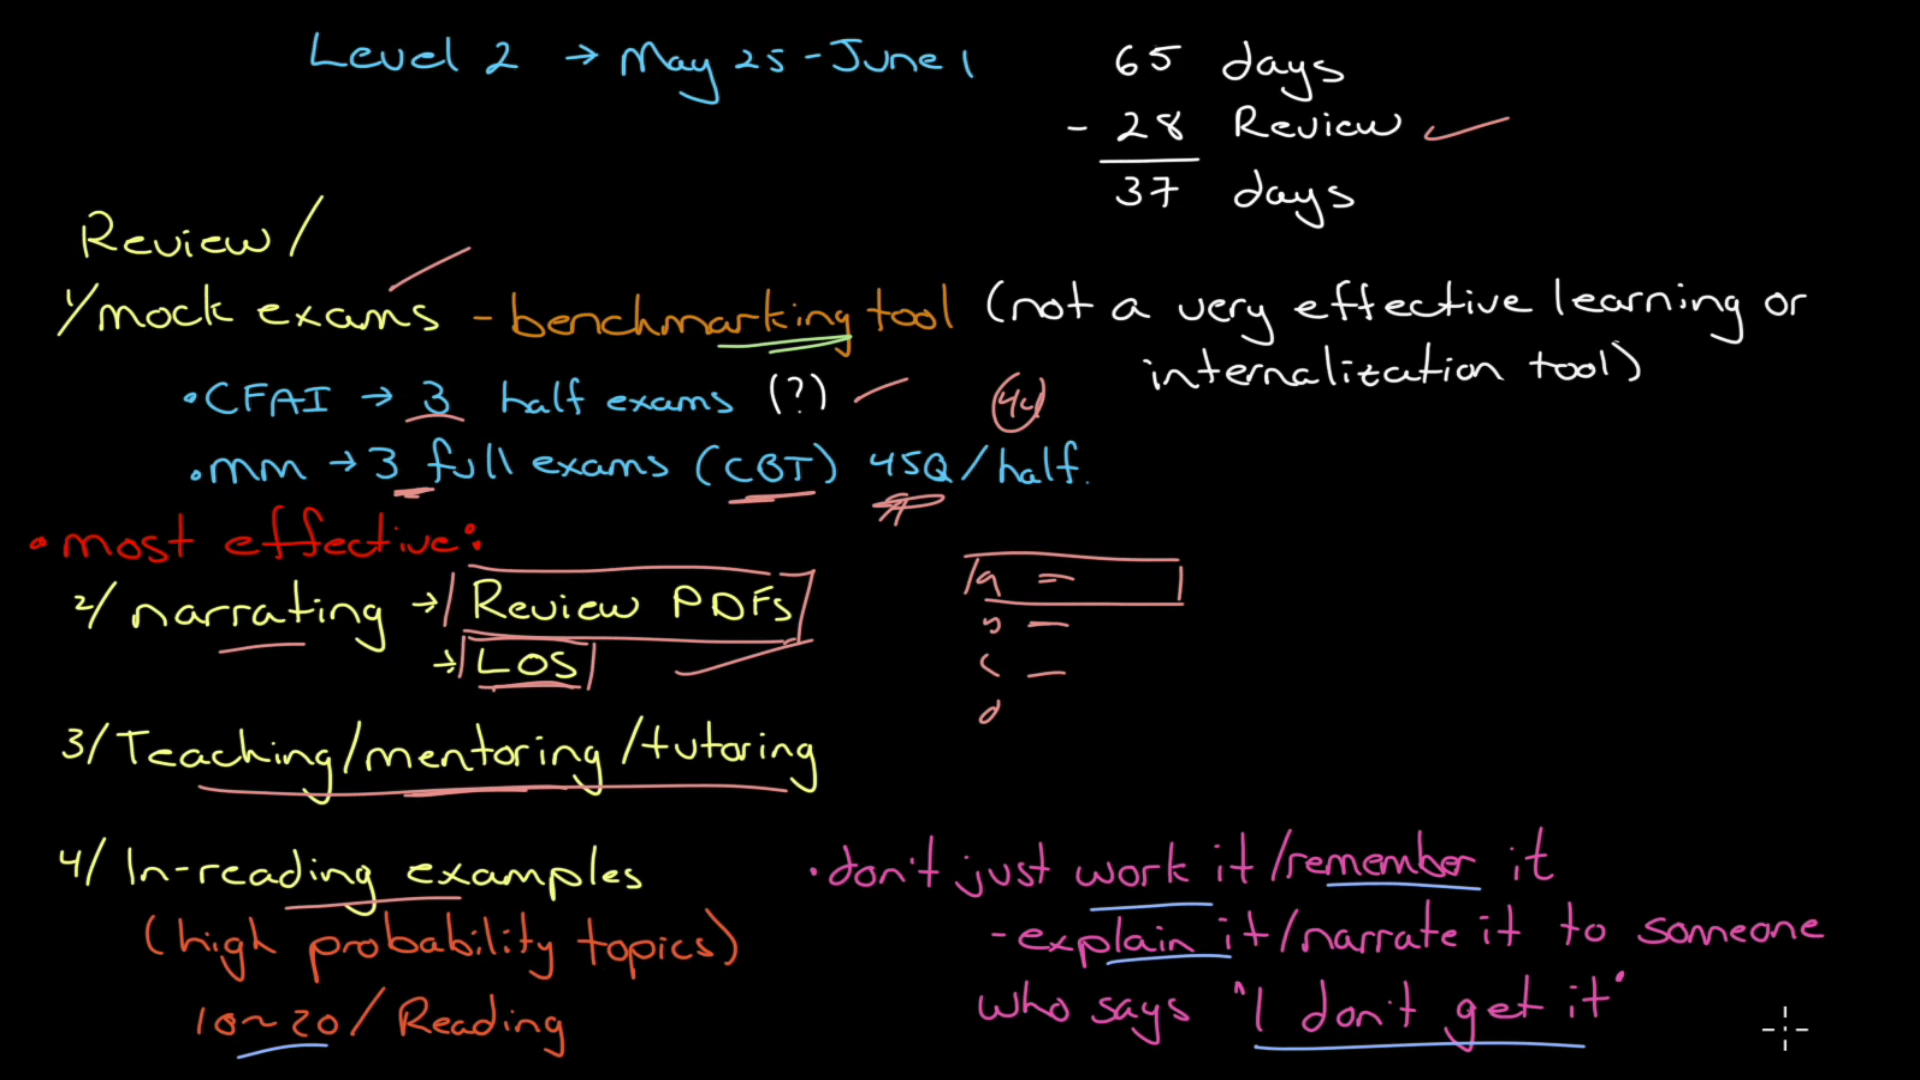 Level 2 → May 25 - June 1
65 days
- 28 Review
37 days
Review/
1/ mock exams - benchmarking tool (not a very effective learning or
internalization tool)
• CFAI → 3 half exams (?)
44
• mm → 3 full exams (CBT) 45Q/half.
• most effective:
2/ narrating → Review PDFs
→ LOS
a =
b -
c -
d
3/ Teaching/mentoring/tutoring
4/ In-reading examples
(high probability topics)
10~20/Reading
• don't just work it/remember it
- explain it/narrate it to someone
who says "I don't get it"